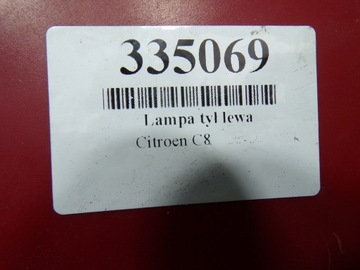 335069
Lampa tył lewa
Citroen C8